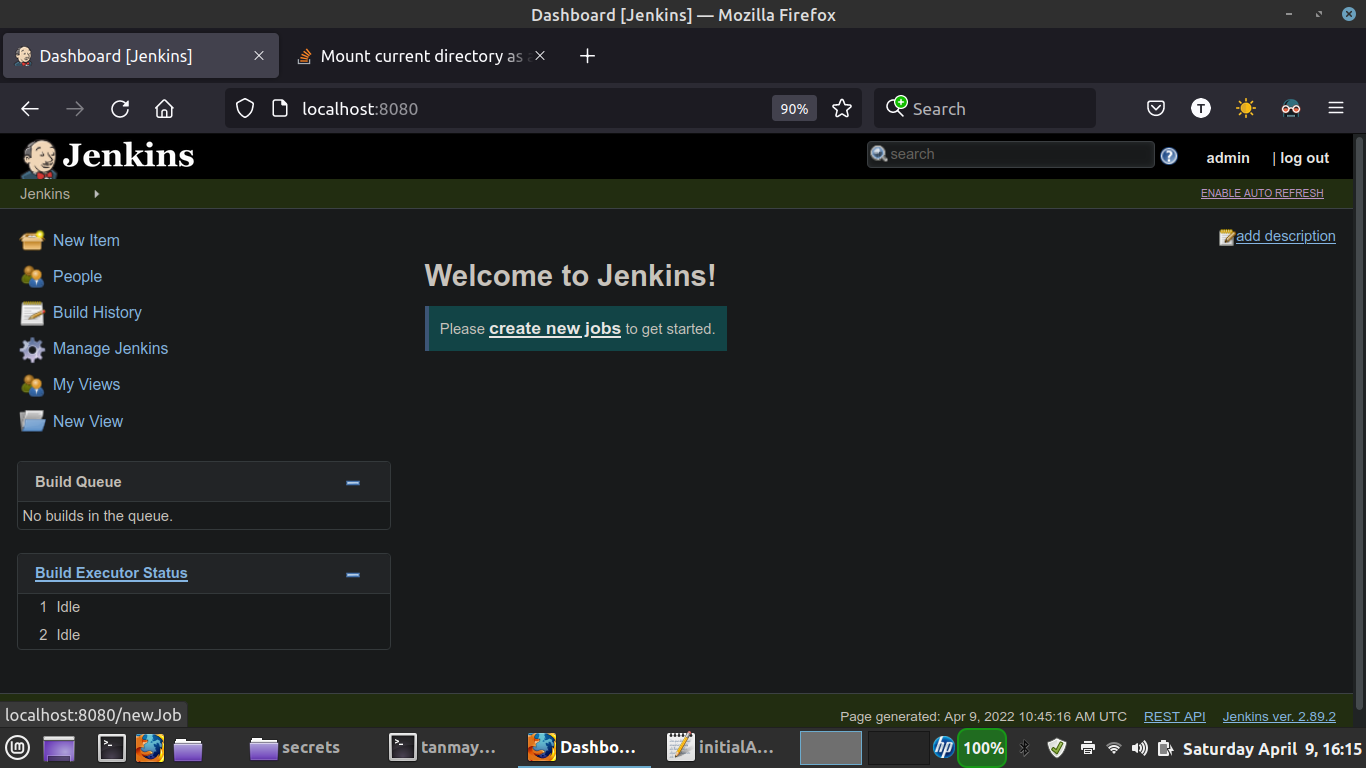 Dashboard [Jenkins] — Mozilla Firefox
Dashboard [Jenkins]
Mount current directory as
localhost:8080
90%
Search
T
Jenkins
search
admin
| log out
Jenkins
ENABLE AUTO REFRESH
New Item
People
Build History
Manage Jenkins
My Views
New View
add description
Welcome to Jenkins!
Please create new jobs to get started.
Build Queue
No builds in the queue.
Build Executor Status
1 Idle
2 Idle
localhost:8080/newJob
Page generated: Apr 9, 2022 10:45:16 AM UTC
REST API
Jenkins ver. 2.89.2
secrets
tanmay...
Dashbo...
initialA...
hp
100%
Saturday April 9, 16:15